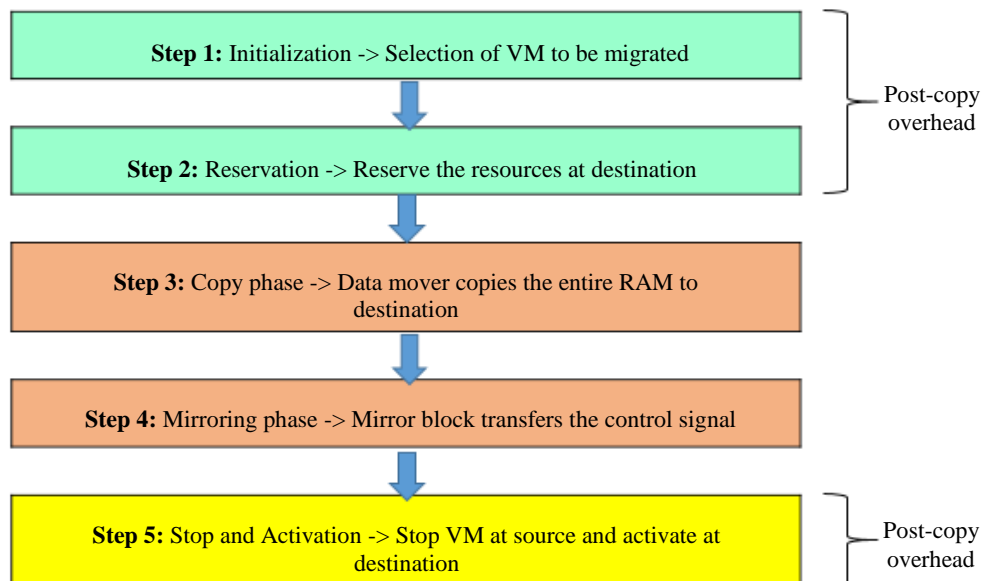 Step 1: Initialization -> Selection of VM to be migrated
Post-copy
overhead
Step 2: Reservation -> Reserve the resources at destination
Step 3: Copy phase -> Data mover copies the entire RAM to
destination
Step 4: Mirroring phase -> Mirror block transfers the control signal
Step 5: Stop and Activation -> Stop VM at source and activate at
destination
Post-copy
overhead